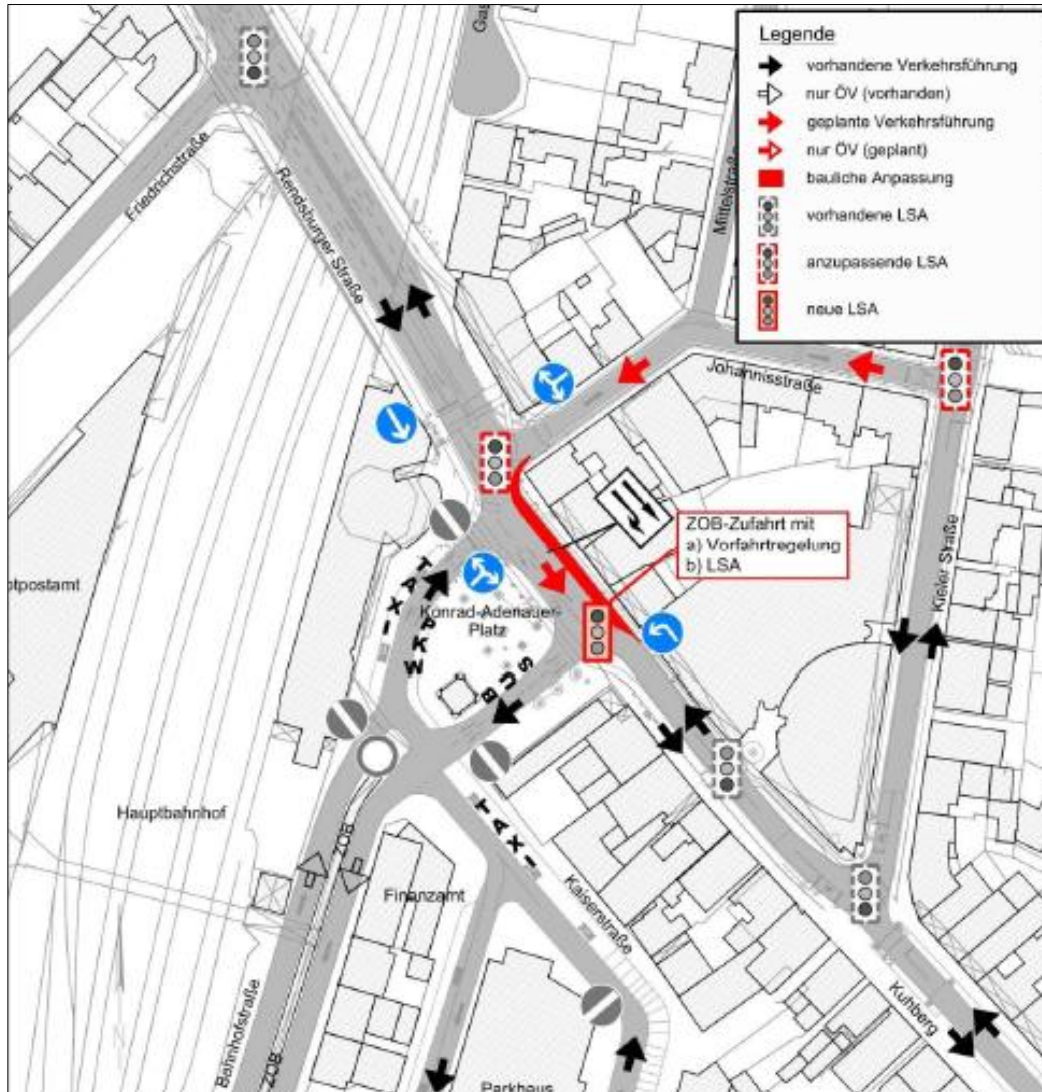 Legende
vorhandene Verkehrsführung
nur ÖV (vorhanden)
geplante Verkehrsführung
nur ÖV (geplant)
bauliche Anpassung
vorhandene LSA
anzupassende LSA
neue LSA
Gas
Friedrichstraße
Rendsburger Straße
Mittelstraße
Johannisstraße
ZOB-Zufahrt mit
a) Vorfahrtregelung
b) LSA
Kieler Straße
otpostamt
TAXI
PKW
Konrad-Adenauer-
Platz
BUS
Hauptbahnhof
ZOB
TAXI
Finanzamt
Kaiserstraße
Bahnhofstraße
ZOB
Kuhberg
Parkhaus